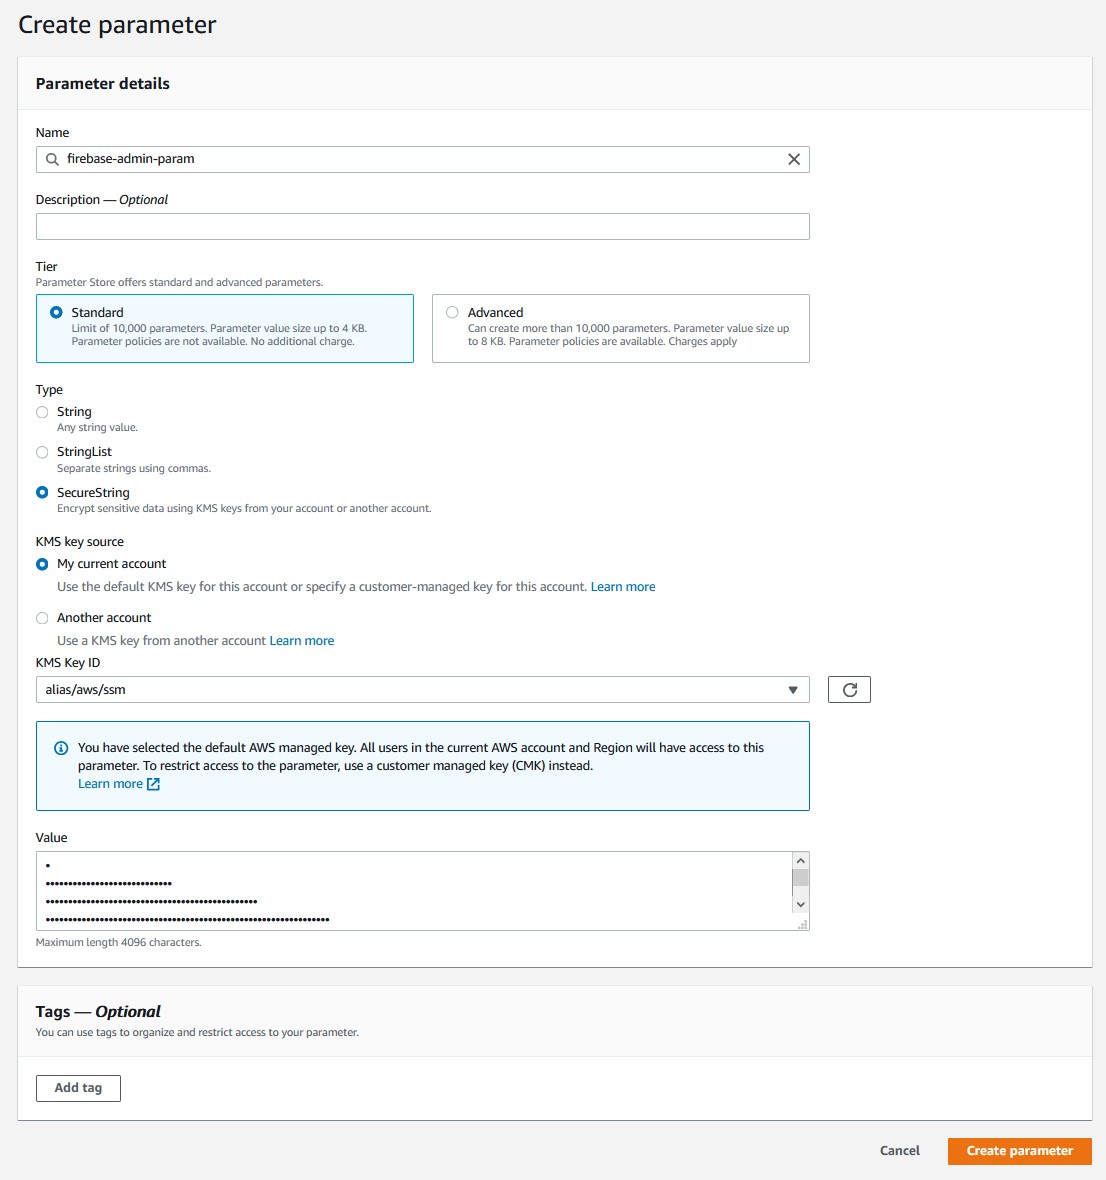 Create parameter
Parameter details
Name
firebase-admin-param
Description — Optional
Tier
Parameter Store offers standard and advanced parameters.
Standard
Limit of 10,000 parameters. Parameter value size up to 4 KB.
Parameter policies are not available. No additional charge.
Advanced
Can create more than 10,000 parameters. Parameter value size up
to 8 KB. Parameter policies are available. Charges apply
Type
String
Any string value.
StringList
Separate strings using commas.
SecureString
Encrypt sensitive data using KMS keys from your account or another account.
KMS key source
My current account
Use the default KMS key for this account or specify a customer-managed key for this account. Learn more
Another account
Use a KMS key from another account Learn more
KMS Key ID
alias/aws/ssm
You have selected the default AWS managed key. All users in the current AWS account and Region will have access to this
parameter. To restrict access to the parameter, use a customer managed key (CMK) instead.
Learn more
Value
Maximum length 4096 characters.
Tags — Optional
You can use tags to organize and restrict access to your parameter.
Add tag
Cancel
Create parameter